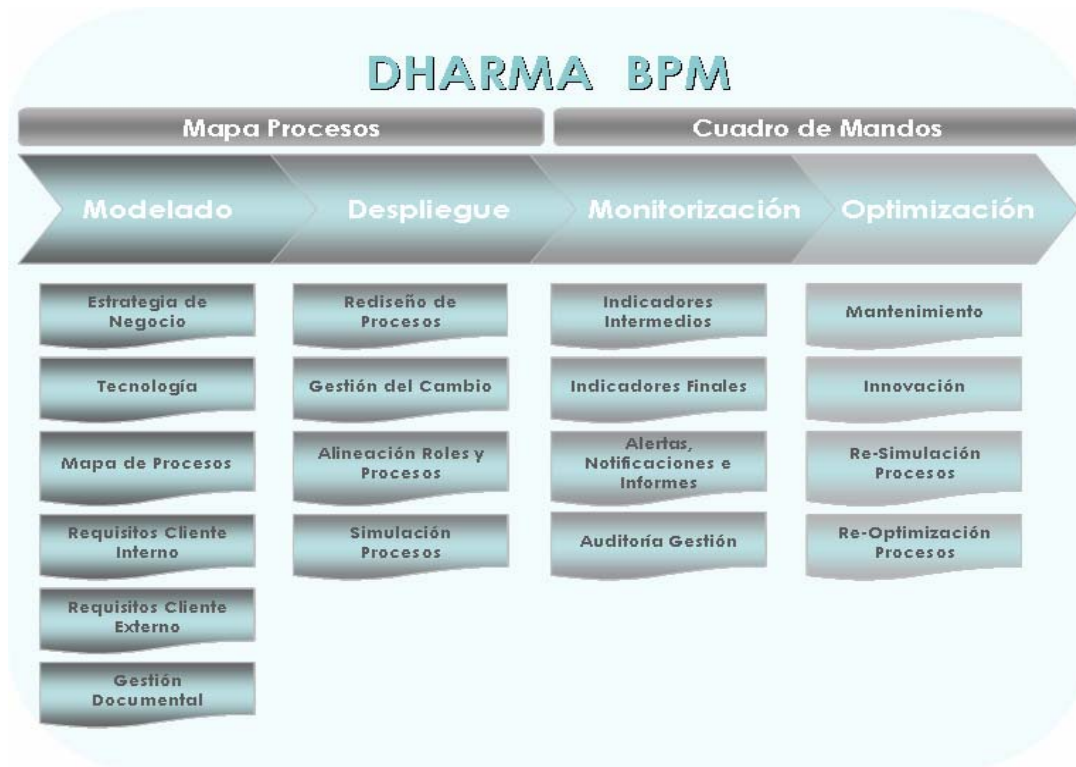 DHARMA BPM
Mapa Procesos
Cuadro de Mandos
Modelado
Despliegue
Monitorización
Optimización
Estrategia de
Negocio
Tecnología
Mapa de Procesos
Requisitos Cliente
Interno
Requisitos Cliente
Externo
Gestión
Documental
Rediseño de
Procesos
Gestión del Cambio
Alineación Roles y
Procesos
Simulación
Procesos
Indicadores
Intermedios
Indicadores Finales
Alertas,
Notificaciones e
Informes
Auditoría Gestión
Mantenimiento
Innovación
Re-Simulación
Procesos
Re-Optimización
Procesos